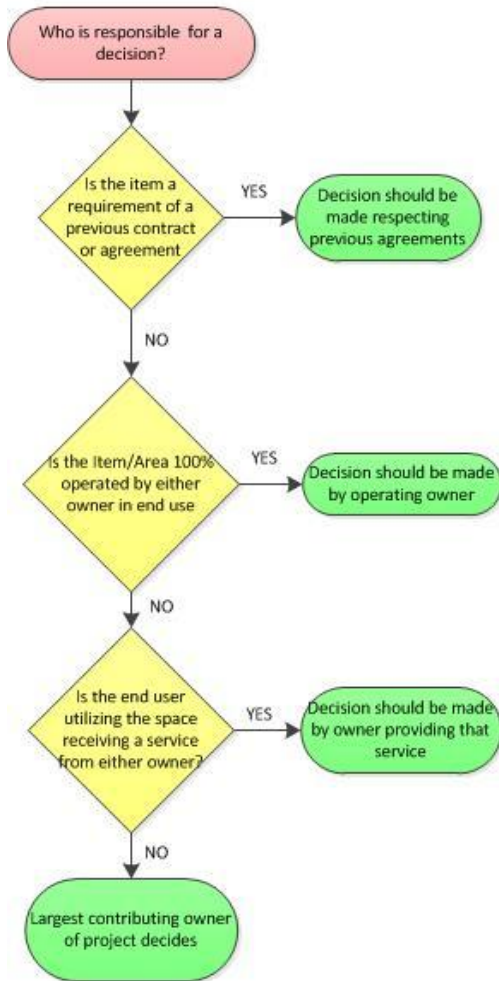 Who is responsible for a
decision?
Is the item a
requirement of a
previous contract
or agreement
YES
Decision should be
made respecting
previous agreements
NO
Is the Item/Area 100%
operated by either
owner in end use
YES
Decision should be made
by operating owner
NO
Is the end user
utilizing the space
receiving a service
from either owner?
YES
Decision should be made
by owner providing that
service
NO
Largest contributing owner
of project decides